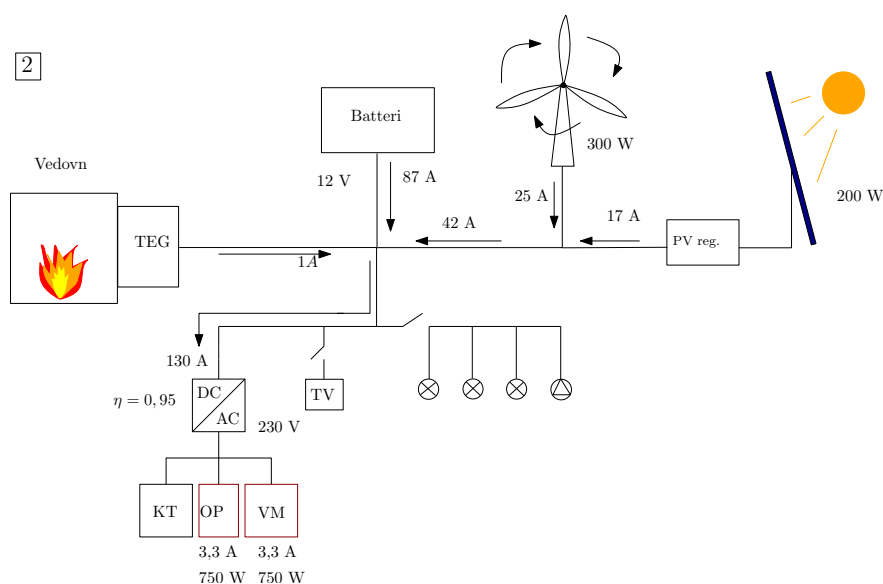 2
Vedovn
TEG
Batteri
12 V
87 A
300 W
25 A
42 A
17 A
PV reg.
200 W
1A
130 A
η = 0,95
DC
AC
230 V
TV
KT
OP
VM
3,3 A
3,3 A
750 W
750 W